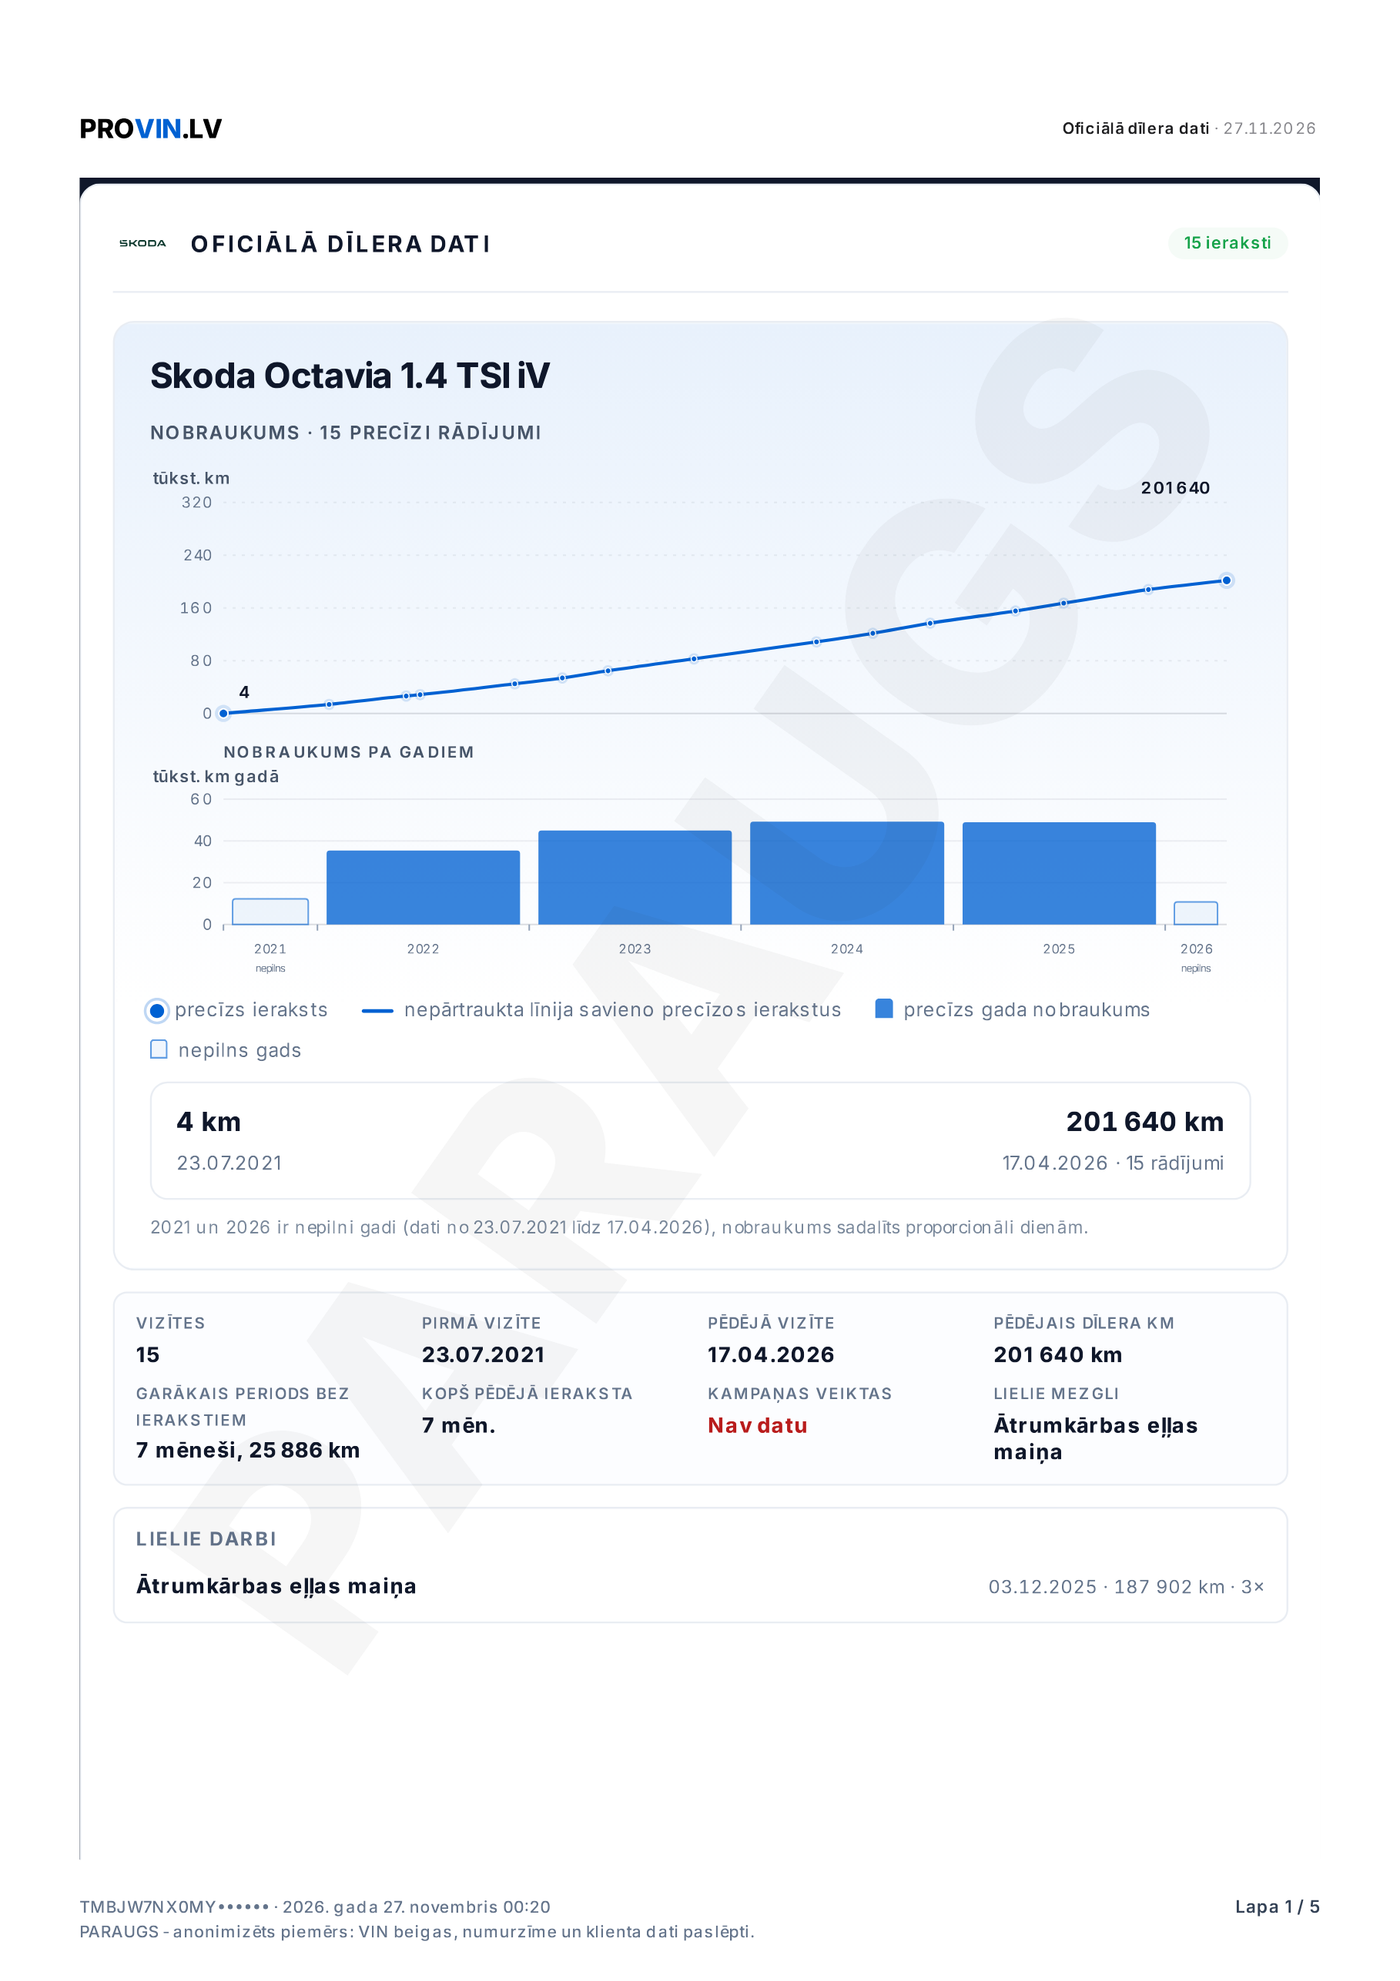 PROVIN.LV
Oficiālā dīlera dati · 27.11.2026
SKODA OFICIĀLĀ DĪLERA DATI
15 ieraksti
Skoda Octavia 1.4 TSI iV
NOBRAUKUMS · 15 PRECĪZI RĀDĪJUMI
tūkst. km
201 640
320
240
160
80
4
0
NOBRAUKUMS PA GADIEM
tūkst. km gadā
60
40
20
0
2021 2022 2023 2024 2025 2026
nepilns nepilns
precīzs ieraksts nepārtraukta līnija savieno precīzos ierakstus precīzs gada nobraukums
nepilns gads
4 km 201 640 km
23.07.2021 17.04.2026 · 15 rādījumi
2021 un 2026 ir nepilni gadi (dati no 23.07.2021 līdz 17.04.2026), nobraukums sadalīts proporcionāli dienām.
VIZĪTES PIRMĀ VIZĪTE PĒDĒJĀ VIZĪTE PĒDĒJAIS DĪLERA KM
15 23.07.2021 17.04.2026 201 640 km
GARĀKAIS PERIODS BEZ IERAKSTIEM KOPŠ PĒDĒJĀ IERAKSTA KAMPAŅAS VEIKTAS LIELIE MEZGLI
7 mēneši, 25 886 km 7 mēn. Nav datu Ātrumkārbas eļļas maiņa
LIELIE DARBI
Ātrumkārbas eļļas maiņa 03.12.2025 · 187 902 km · 3×
PARAUGS
TMBJW7NX0MY•••••• · 2026. gada 27. novembris 00:20
Lapa 1 / 5
PARAUGS - anonimizēts piemērs: VIN beigas, numurzīme un klienta dati paslēpti.